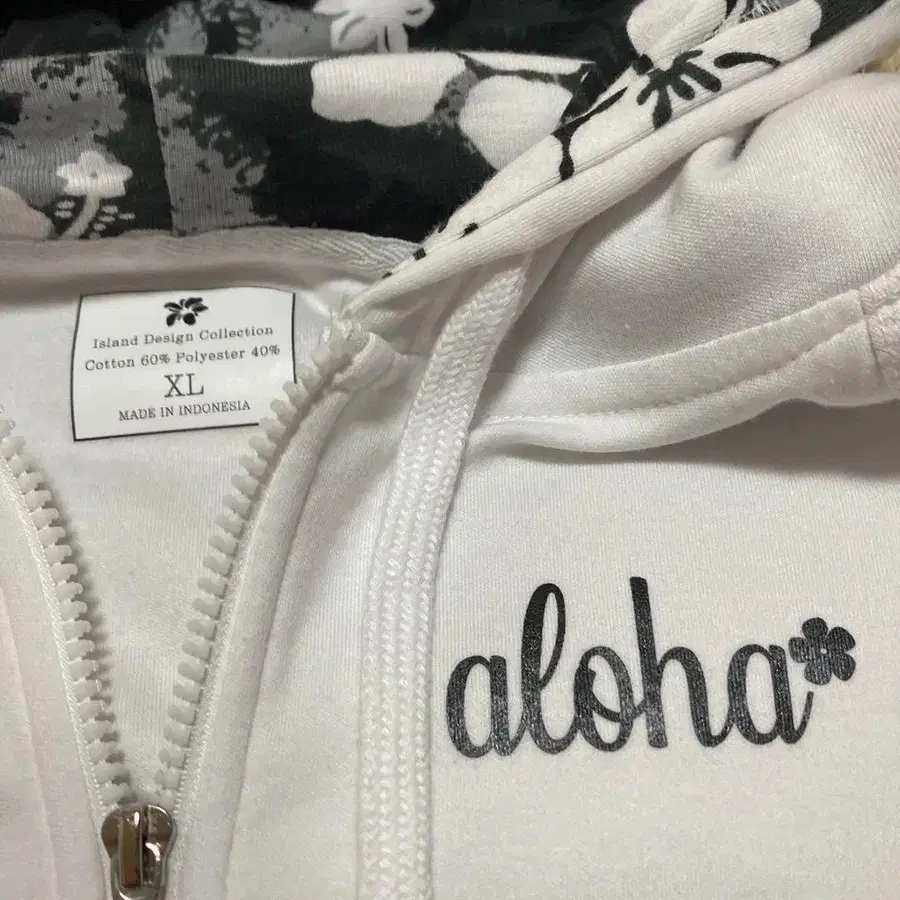 Island Design Collection
Cotton 60% Polyester 40%
XL
MADE IN INDONESIA
aloha